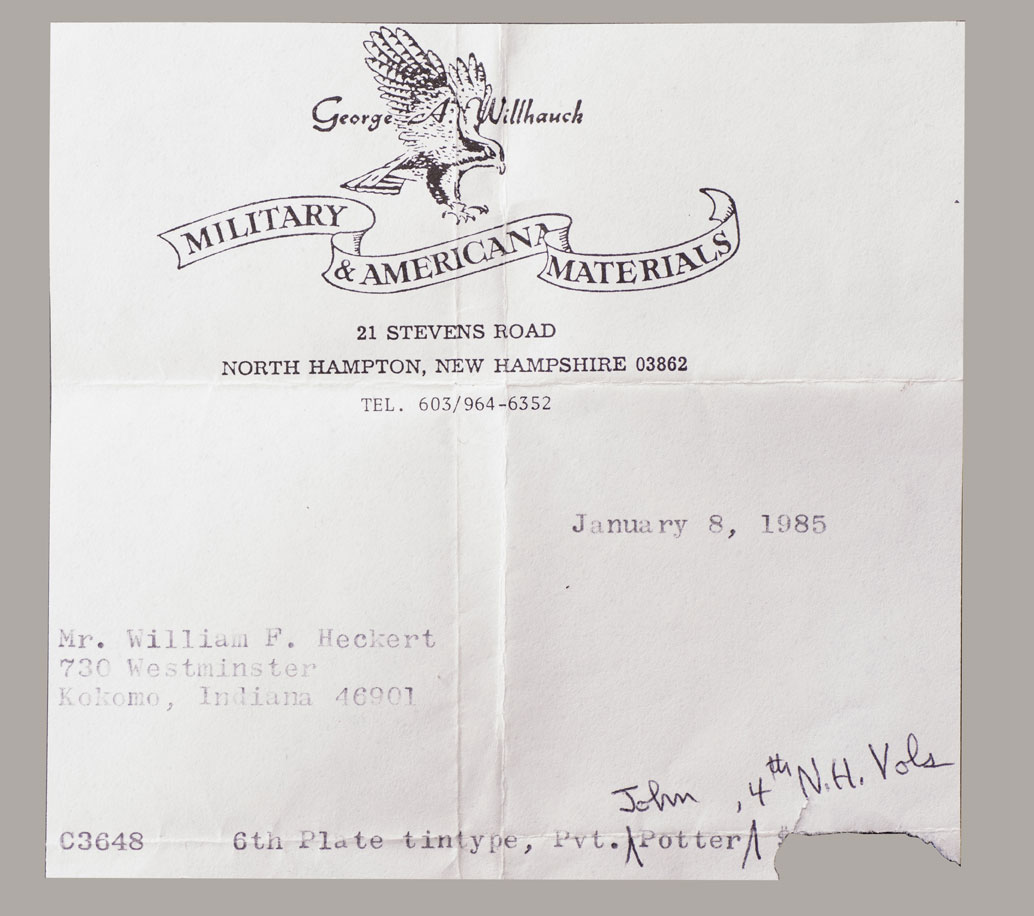 George A. Willhauck
MILITARY & AMERICANA MATERIALS
21 STEVENS ROAD
NORTH HAMPTON, NEW HAMPSHIRE 03862
TEL. 603/964-6352
January 8, 1985
Mr. William F. Heckert
730 Westminster
Kokomo, Indiana 46901
John , 4th N.H. Vols
C3648 6th Plate tintype, Pvt. Potter $